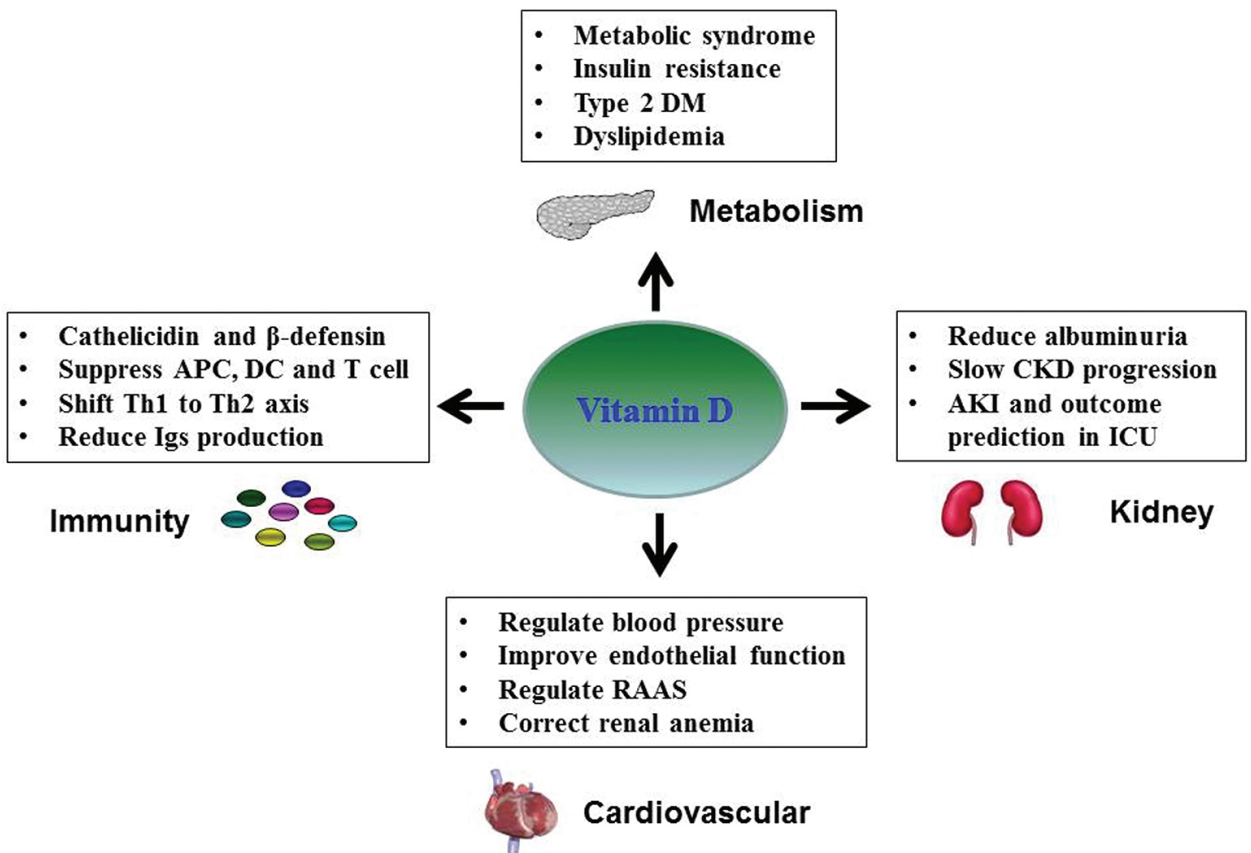 • Metabolic syndrome
• Insulin resistance
• Type 2 DM
• Dyslipidemia
Metabolism
• Cathelicidin and β-defensin
• Suppress APC, DC and T cell
• Shift Th1 to Th2 axis
• Reduce Igs production
Immunity
Vitamin D
• Reduce albuminuria
• Slow CKD progression
• AKI and outcome
prediction in ICU
Kidney
• Regulate blood pressure
• Improve endothelial function
• Regulate RAAS
• Correct renal anemia
Cardiovascular